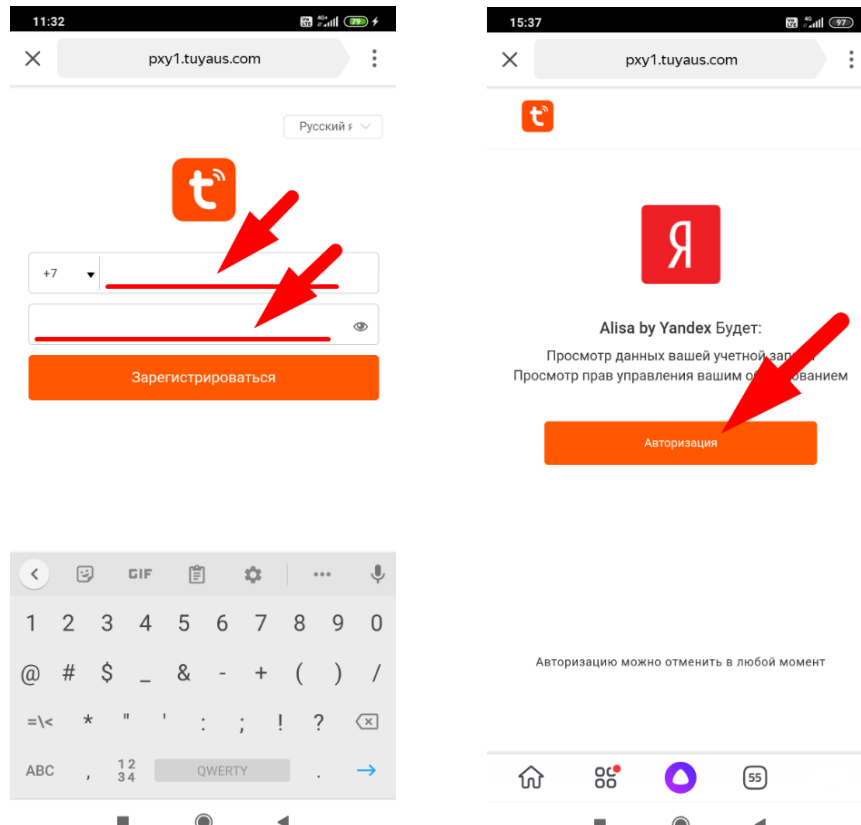 11:32
79
pxy1.tuyaus.com
Русский я
+7
Зарегистрироваться
GIF
1 2 3 4 5 6 7 8 9 0
@ # $ _ & - + ( ) /
=\< * " ' : ; ! ?
ABC , 12 34 QWERTY .
15:37
97
pxy1.tuyaus.com
Я
Alisa by Yandex Будет:
Просмотр данных вашей учетной
Просмотр прав управления вашим
Авторизация
Авторизацию можно отменить в любой момент
55